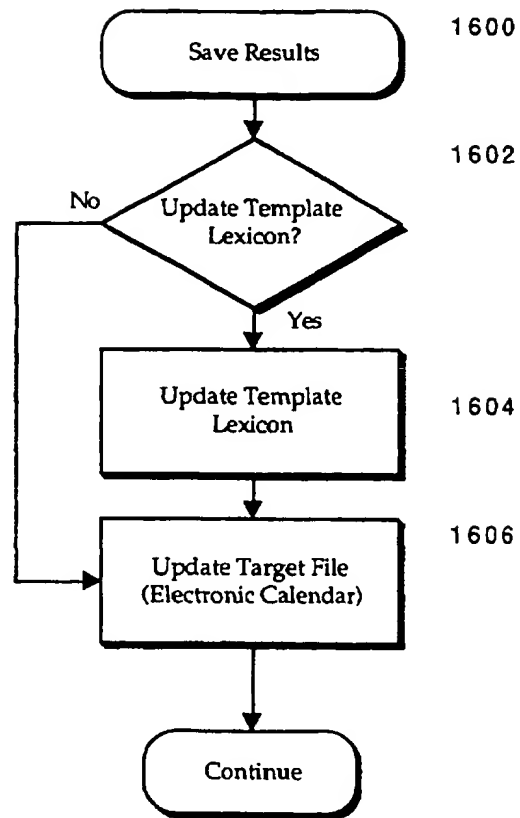 1600
Save Results
1602
No
Update Template
Lexicon?
Yes
Update Template
Lexicon
1604
1606
Update Target File
(Electronic Calendar)
Continue